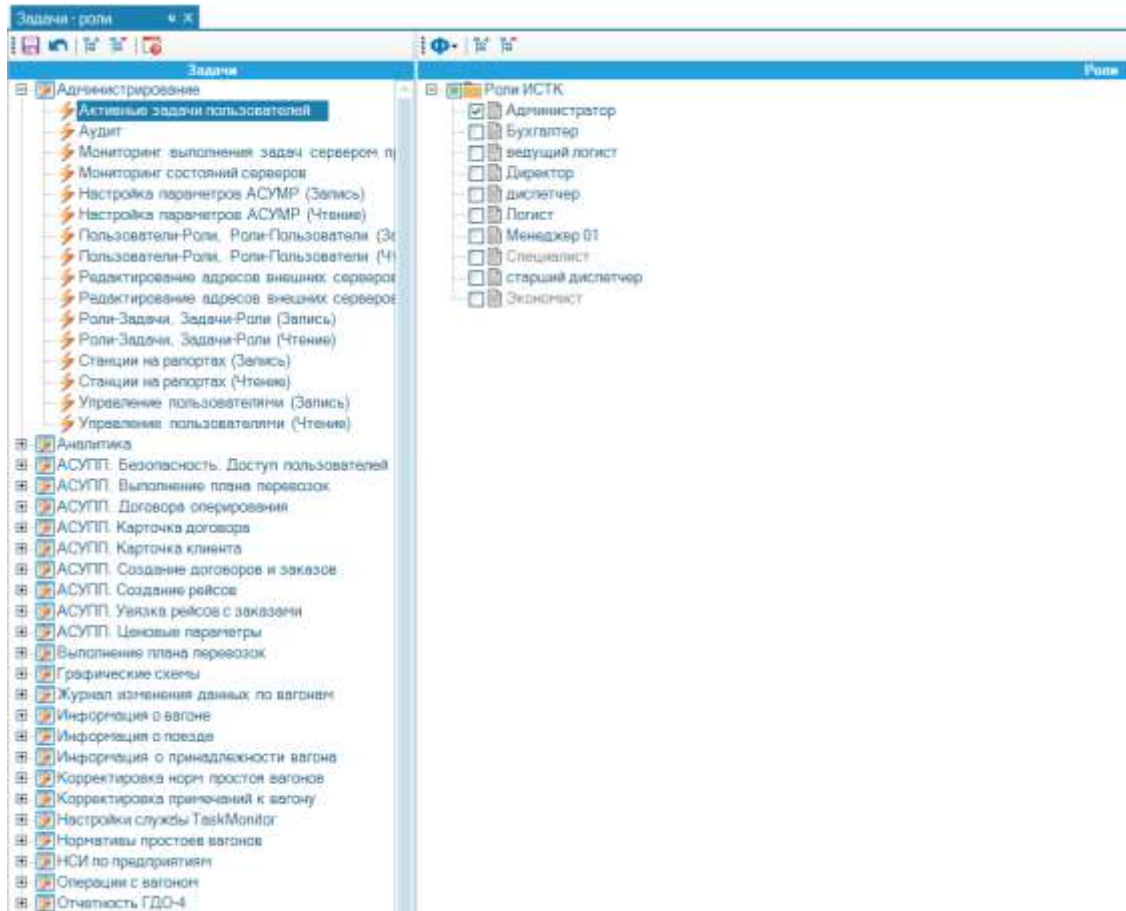 Задачи - роли
Задачи
Администрирование
Активные задачи пользователей
Аудит
Мониторинг выполнения задач сервером п
Мониторинг состояний серверов
Настройка параметров АСУМР (Запись)
Настройка параметров АСУМР (Чтение)
Пользователи-Роли, Роли-Пользователи (За
Пользователи-Роли, Роли-Пользователи (Чт
Редактирование адресов внешних серверов
Редактирование адресов внешних серверов
Роли-Задачи, Задачи-Роли (Запись)
Роли-Задачи, Задачи-Роли (Чтение)
Станции на рапортах (Запись)
Станции на рапортах (Чтение)
Управление пользователями (Запись)
Управление пользователями (Чтение)
Аналитика
АСУПП. Безопасность. Доступ пользователей
АСУПП. Выполнение плана перевозок
АСУПП. Договора оперирования
АСУПП. Карточка договора
АСУПП. Карточка клиента
АСУПП. Создание договоров и заказов
АСУПП. Создание рейсов
АСУПП. Увязка рейсов с заказами
АСУПП. Ценовые параметры
Выполнение плана перевозок
Графические схемы
Журнал изменения данных по вагонам
Информация о вагоне
Информация о поезде
Информация о принадлежности вагона
Корректировка норм простоя вагонов
Корректировка примечаний к вагону
Настройки службы TaskMonitor
Нормативы простоев вагонов
НСИ по предприятиям
Операции с вагоном
Отчетность ГДО-4
Ф
Роли
Роли ИСТК
Администратор
Бухгалтер
ведущий логист
Директор
диспетчер
Логист
Менеджер 01
Специалист
старший диспетчер
Экономист